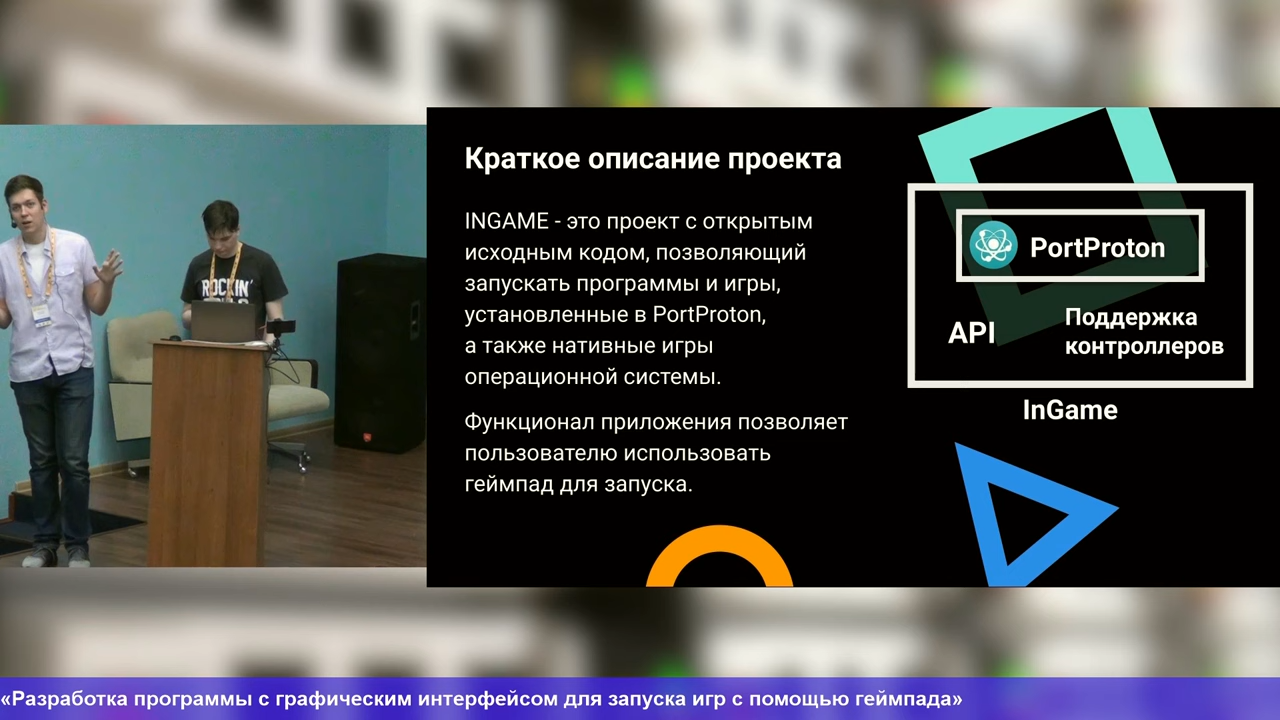 Краткое описание проекта
INGAME - это проект с открытым
исходным кодом, позволяющий
запускать программы и игры,
установленные в PortProton,
а также нативные игры
операционной системы.
Функционал приложения позволяет
пользователю использовать
геймпад для запуска.
PortProton
API
Поддержка
контроллеров
InGame
ROCKIN'
«Разработка программы с графическим интерфейсом для запуска игр с помощью геймпада»